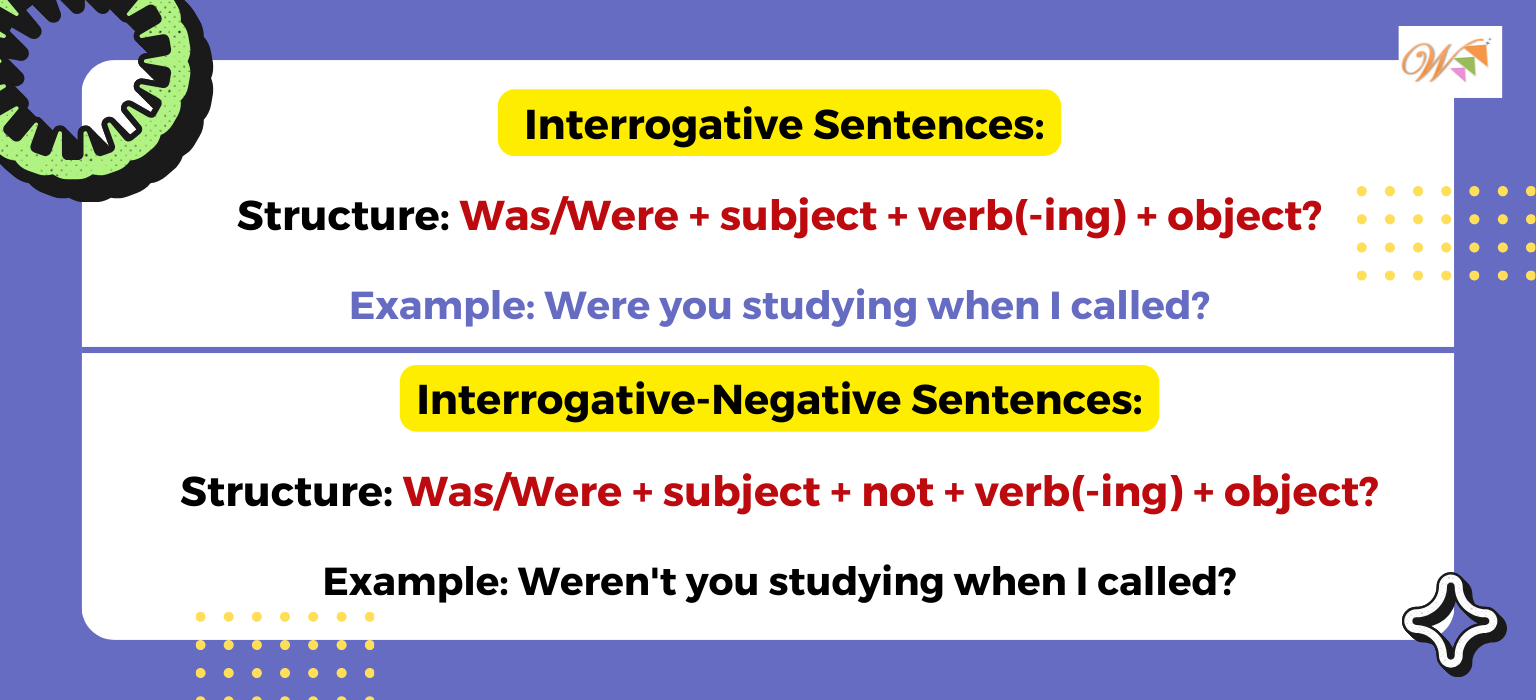 W
Interrogative Sentences:
Structure: Was/Were + subject + verb(-ing) + object?
Example: Were you studying when I called?
Interrogative-Negative Sentences:
Structure: Was/Were + subject + not + verb(-ing) + object?
Example: Weren't you studying when I called?